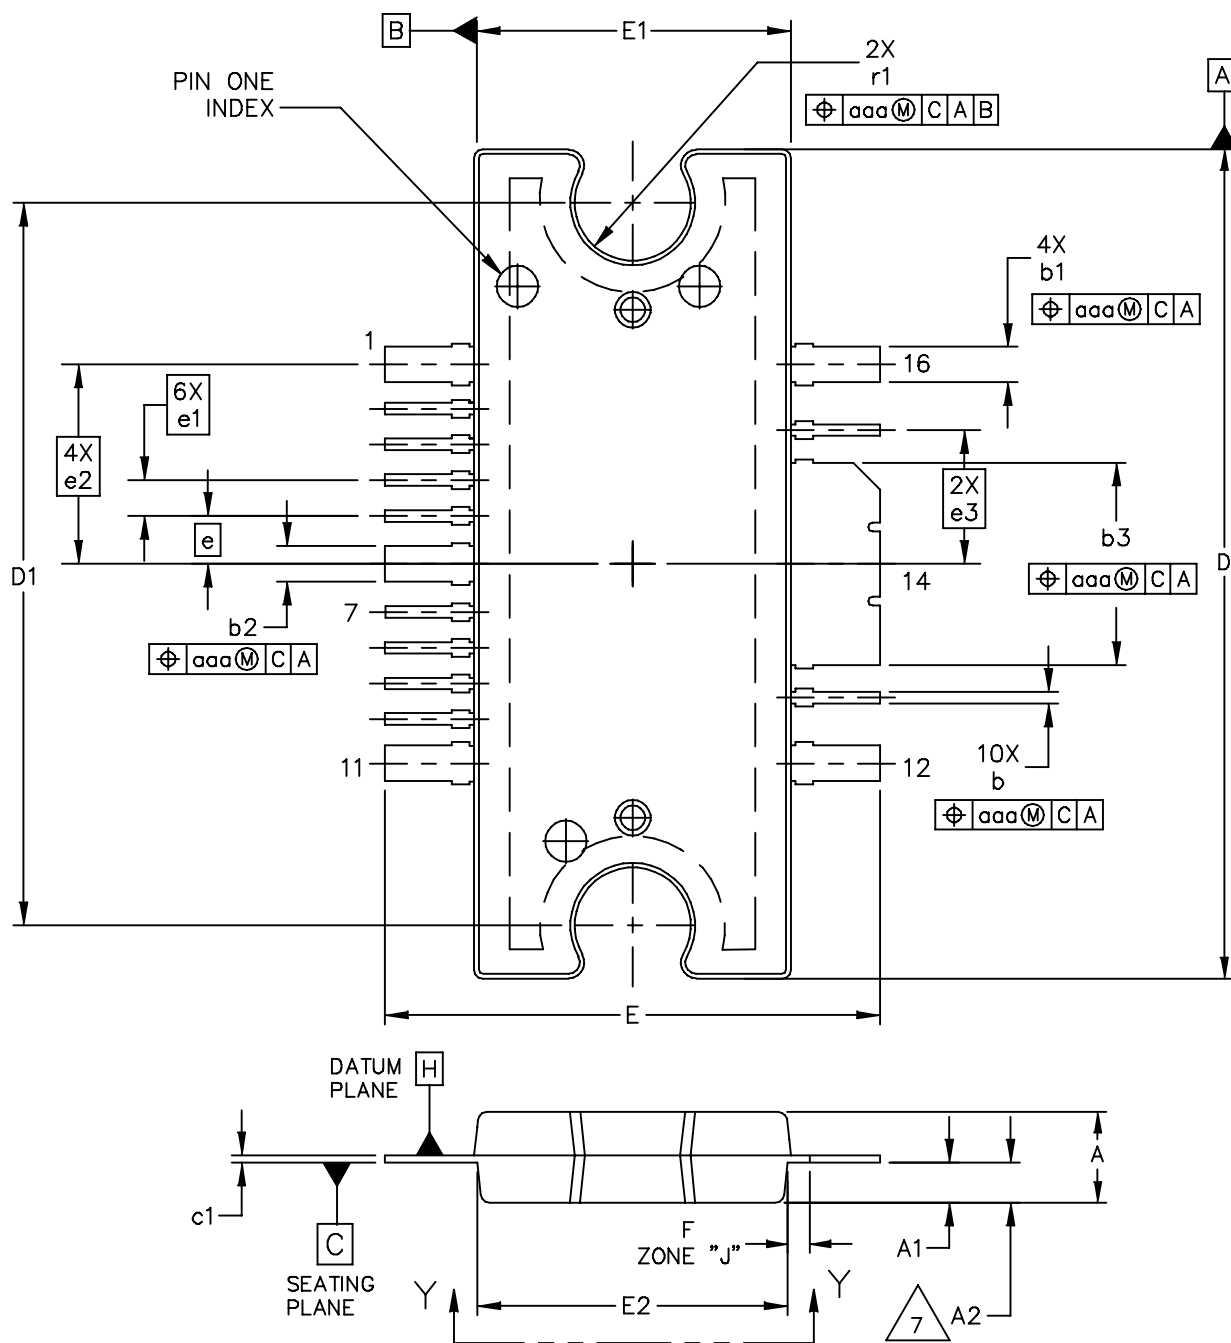 B
E1
2X
r1
⌖ aaa Ⓜ C A B
A
PIN ONE
INDEX
4X
b1
⌖ aaa Ⓜ C A
1
16
6X
e1
4X
e2
2X
e3
e
b3
⌖ aaa Ⓜ C A
D1
D
14
7
b2
⌖ aaa Ⓜ C A
11
12
10X
b
⌖ aaa Ⓜ C A
E
DATUM
PLANE
H
A
c1
C
SEATING
PLANE
F
ZONE "J"
A1
Y
Y
E2
7
A2